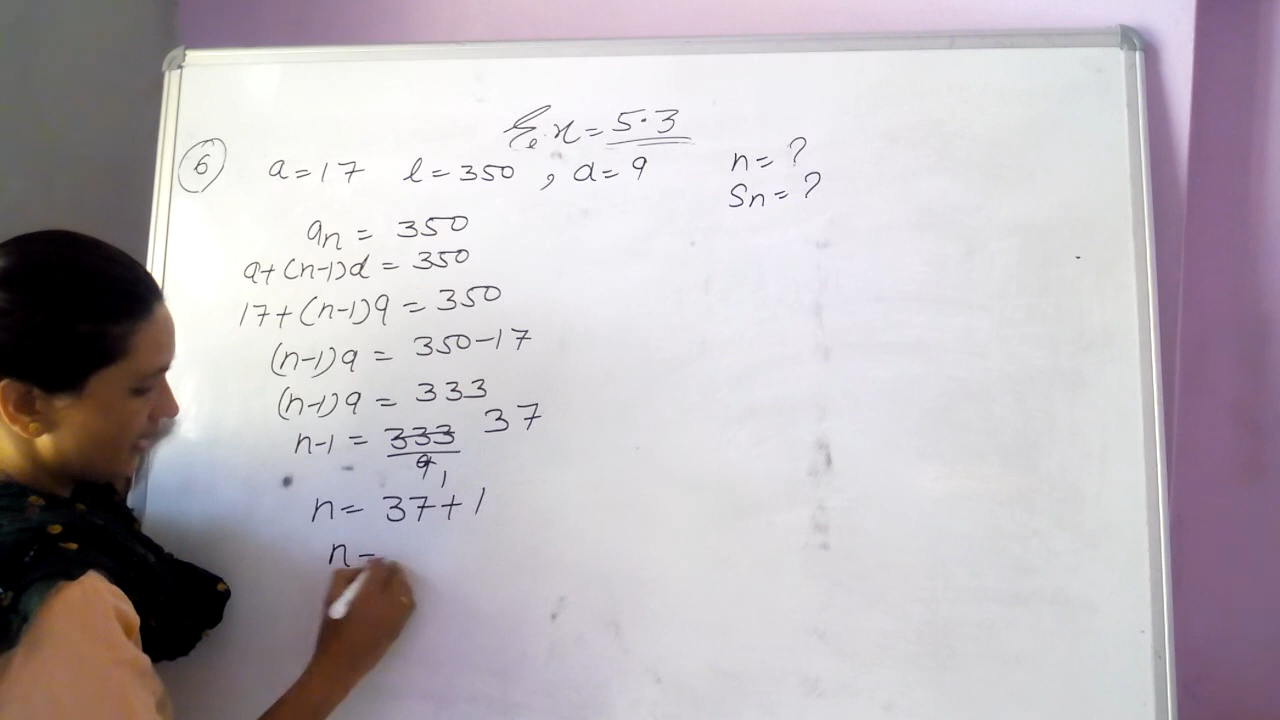 Ex = 5.3
6 a = 17 l = 350 , d = 9 n = ?
Sn = ?
an = 350
a+(n-1)d = 350
17+(n-1)9 = 350
(n-1)9 = 350-17
(n-1)9 = 333
n-1 = 333/9 1 37
n = 37+1
n =